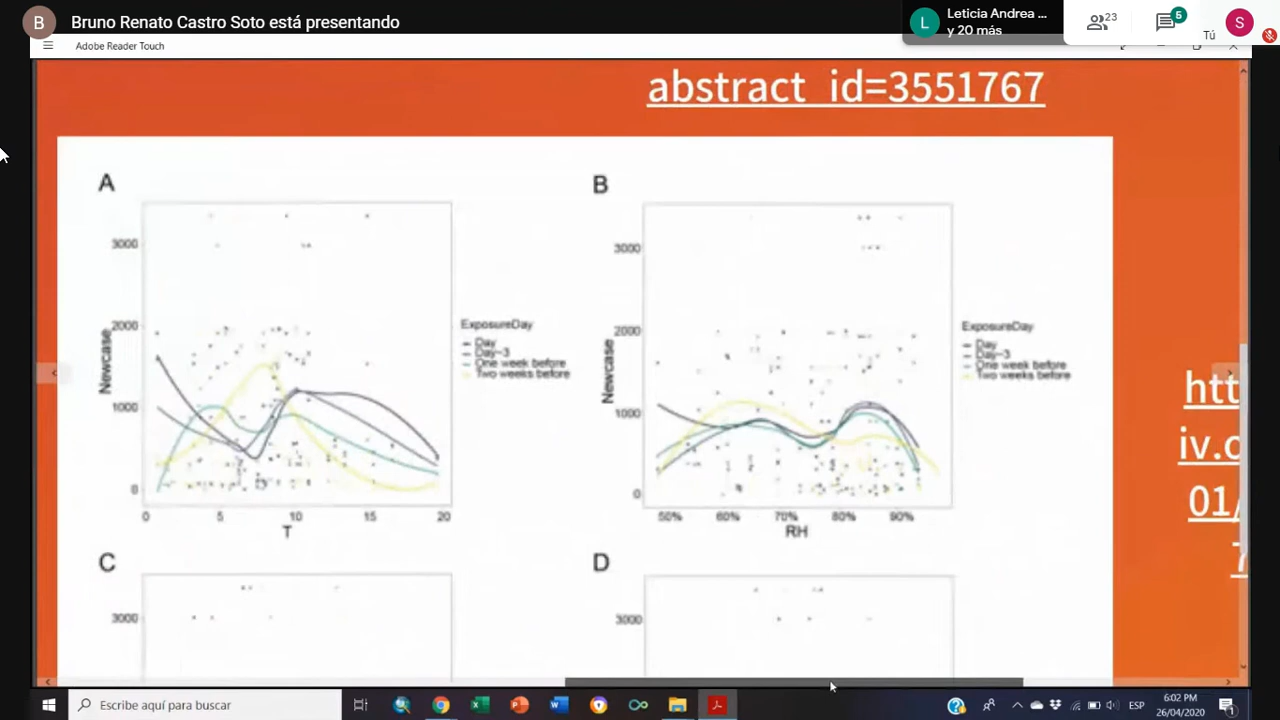 B Bruno Renato Castro Soto está presentando
L Leticia Andrea ...
y 20 más
23
5
Tú
S
Adobe Reader Touch
abstract_id=3551767
A
Newcase
3000
2000
1000
0
0 5 10 15 20
T
ExposureDay
Day
Day-3
One week before
Two weeks before
B
Newcase
3000
2000
1000
0
50% 60% 70% 80% 90%
RH
ExposureDay
Day
Day-3
One week before
Two weeks before
htt
iv.o
01/
7
C
3000
D
3000
Escribe aquí para buscar
ESP
6:02 PM
26/04/2020
1